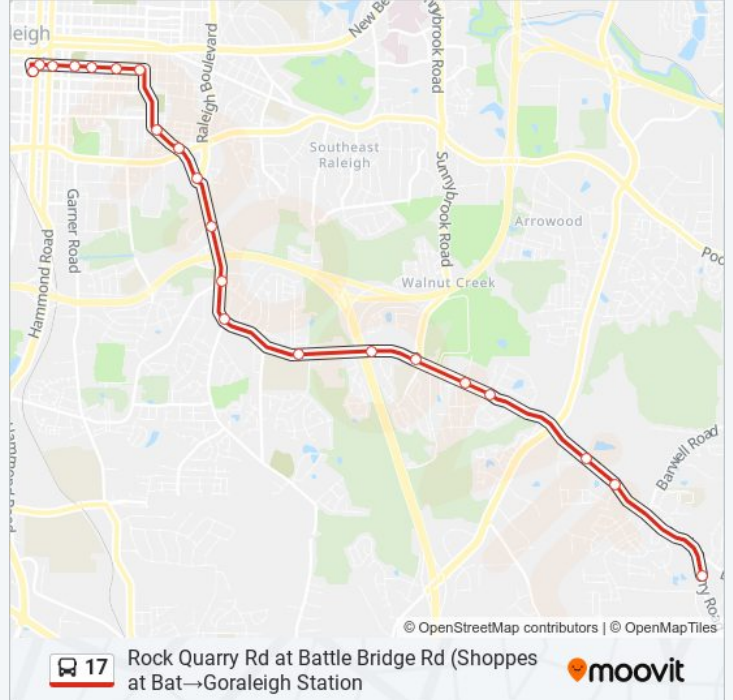 leigh
New Be
Raleigh Boulevard
Southeast
Raleigh
Sunnybrook Road
Arrowood
Garner Road
Hammond Road
Walnut Creek
Barwell Road
© OpenStreetMap contributors | © OpenMapTiles
17
Rock Quarry Rd at Battle Bridge Rd (Shoppes
at Bat→Goraleigh Station
moovit